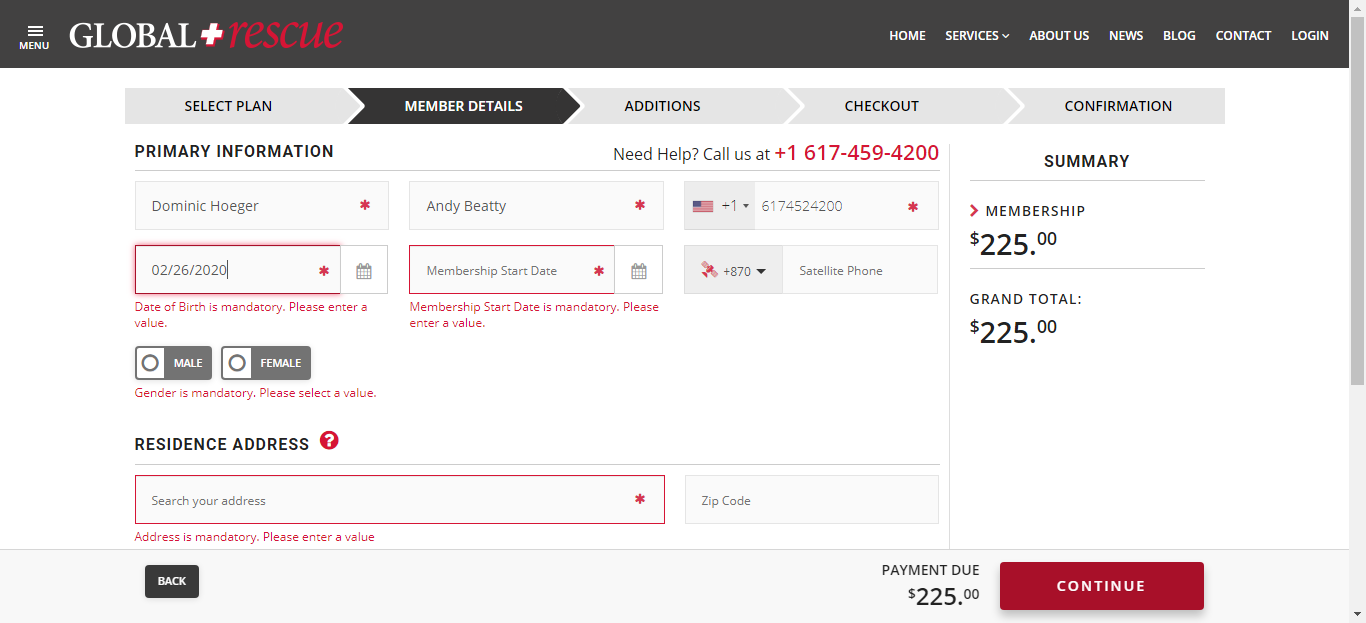 MENU
GLOBAL rescue
HOME SERVICES ABOUT US NEWS BLOG CONTACT LOGIN
SELECT PLAN MEMBER DETAILS ADDITIONS CHECKOUT CONFIRMATION
PRIMARY INFORMATION
Need Help? Call us at +1 617-459-4200
Dominic Hoeger * Andy Beatty * +1 6174524200 *
02/26/2020 * Membership Start Date * +870 Satellite Phone
Date of Birth is mandatory. Please enter a
value.
Membership Start Date is mandatory. Please
enter a value.
MALE FEMALE
Gender is mandatory. Please select a value.
RESIDENCE ADDRESS ?
Search your address * Zip Code
Address is mandatory. Please enter a value
SUMMARY
MEMBERSHIP
$225.00
GRAND TOTAL:
$225.00
BACK
PAYMENT DUE
$225.00
CONTINUE